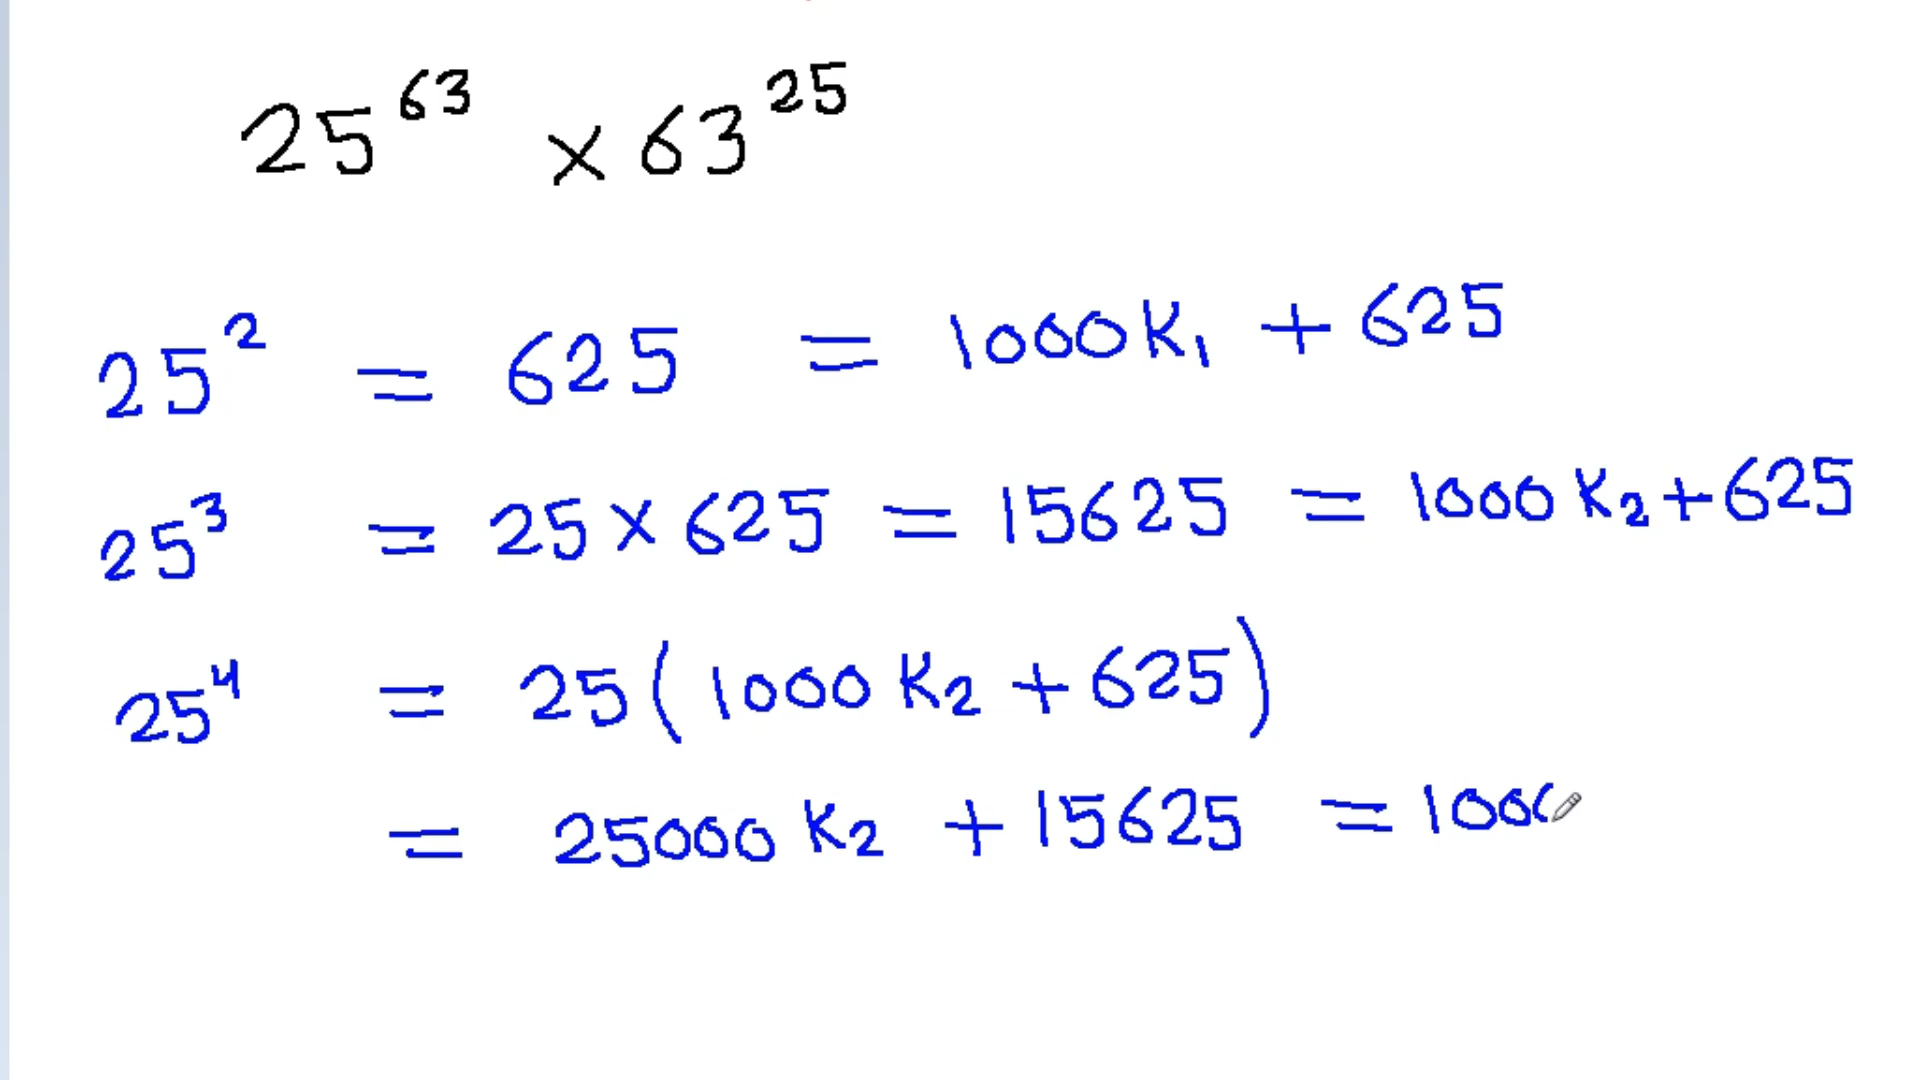 25^63 × 63^25
25^2 = 625 = 1000K₁ + 625
25^3 = 25 × 625 = 15625 = 1000K₂ + 625
25^4 = 25(1000K₂ + 625)
= 25000K₂ + 15625 = 1000